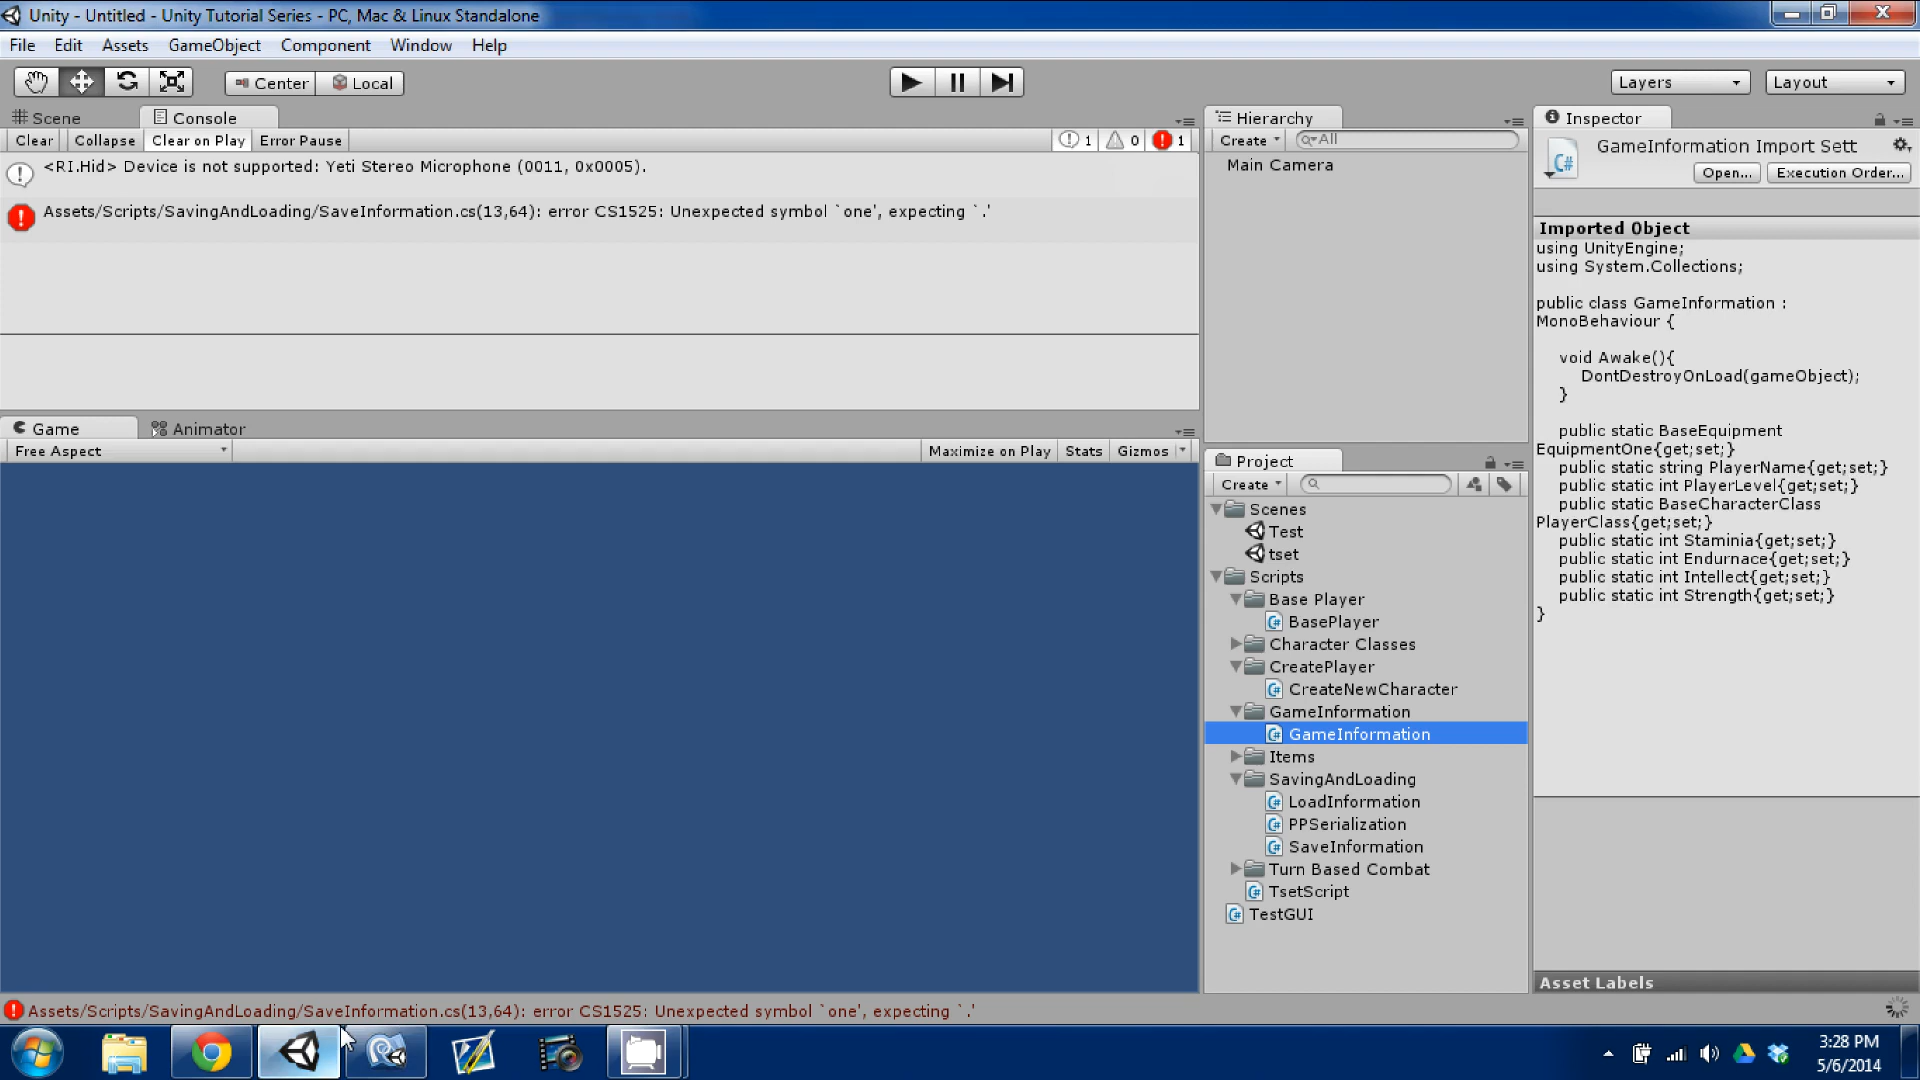 Unity - Untitled - Unity Tutorial Series - PC, Mac & Linux Standalone
File Edit Assets GameObject Component Window Help
Center Local Layers Layout
Scene Console
Clear Collapse Clear on Play Error Pause 1 0 1
<RI.Hid> Device is not supported: Yeti Stereo Microphone (0011, 0x0005).
Assets/Scripts/SavingAndLoading/SaveInformation.cs(13,64): error CS1525: Unexpected symbol `one', expecting `.'
Game Animator
Free Aspect Maximize on Play Stats Gizmos
Hierarchy
Create All
Main Camera
Project
Create
Scenes
Test
tset
Scripts
Base Player
BasePlayer
Character Classes
CreatePlayer
CreateNewCharacter
GameInformation
GameInformation
Items
SavingAndLoading
LoadInformation
PPSerialization
SaveInformation
Turn Based Combat
TsetScript
TestGUI
Inspector
GameInformation Import Sett
Open... Execution Order...
Imported Object
using UnityEngine;
using System.Collections;
public class GameInformation :
MonoBehaviour {
void Awake(){
DontDestroyOnLoad(gameObject);
}
public static BaseEquipment
EquipmentOne{get;set;}
public static string PlayerName{get;set;}
public static int PlayerLevel{get;set;}
public static BaseCharacterClass
PlayerClass{get;set;}
public static int Staminia{get;set;}
public static int Endurnace{get;set;}
public static int Intellect{get;set;}
public static int Strength{get;set;}
}
Asset Labels
Assets/Scripts/SavingAndLoading/SaveInformation.cs(13,64): error CS1525: Unexpected symbol `one', expecting `.'
3:28 PM
5/6/2014